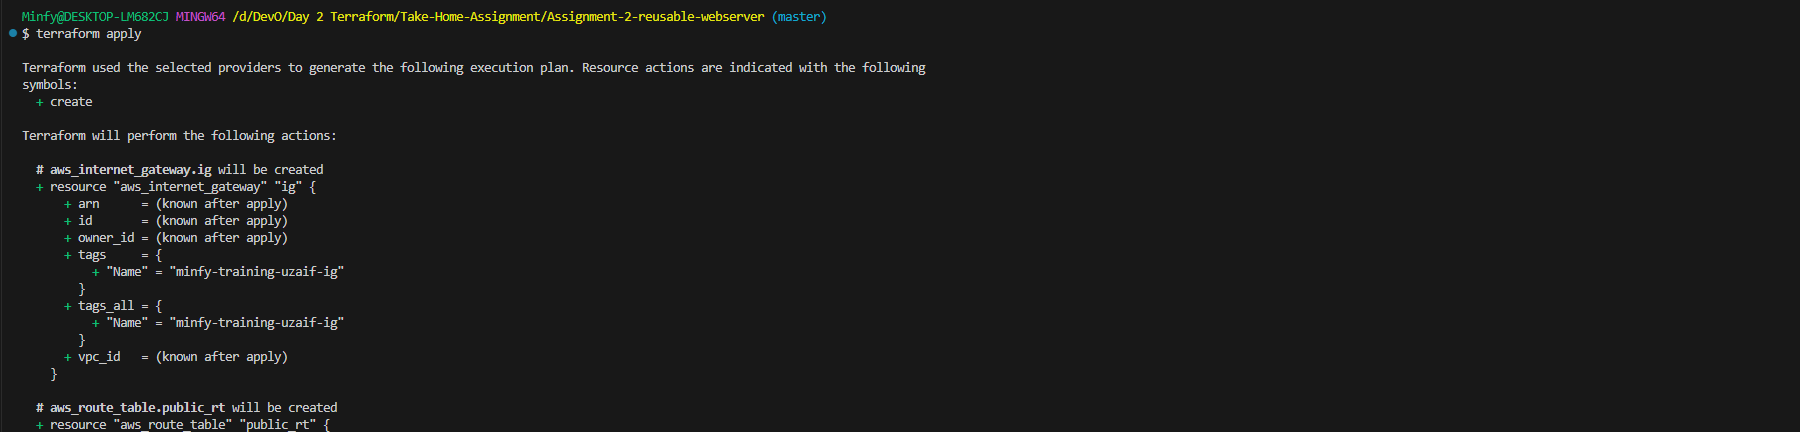 Minfy@DESKTOP-LM682CJ MINGW64 /d/DevO/Day 2 Terraform/Take-Home-Assignment/Assignment-2-reusable-webserver (master)
$ terraform apply

Terraform used the selected providers to generate the following execution plan. Resource actions are indicated with the following
symbols:
  + create

Terraform will perform the following actions:

  # aws_internet_gateway.ig will be created
  + resource "aws_internet_gateway" "ig" {
      + arn      = (known after apply)
      + id       = (known after apply)
      + owner_id = (known after apply)
      + tags     = {
          + "Name" = "minfy-training-uzaif-ig"
        }
      + tags_all = {
          + "Name" = "minfy-training-uzaif-ig"
        }
      + vpc_id   = (known after apply)
    }

  # aws_route_table.public_rt will be created
  + resource "aws_route_table" "public_rt" {